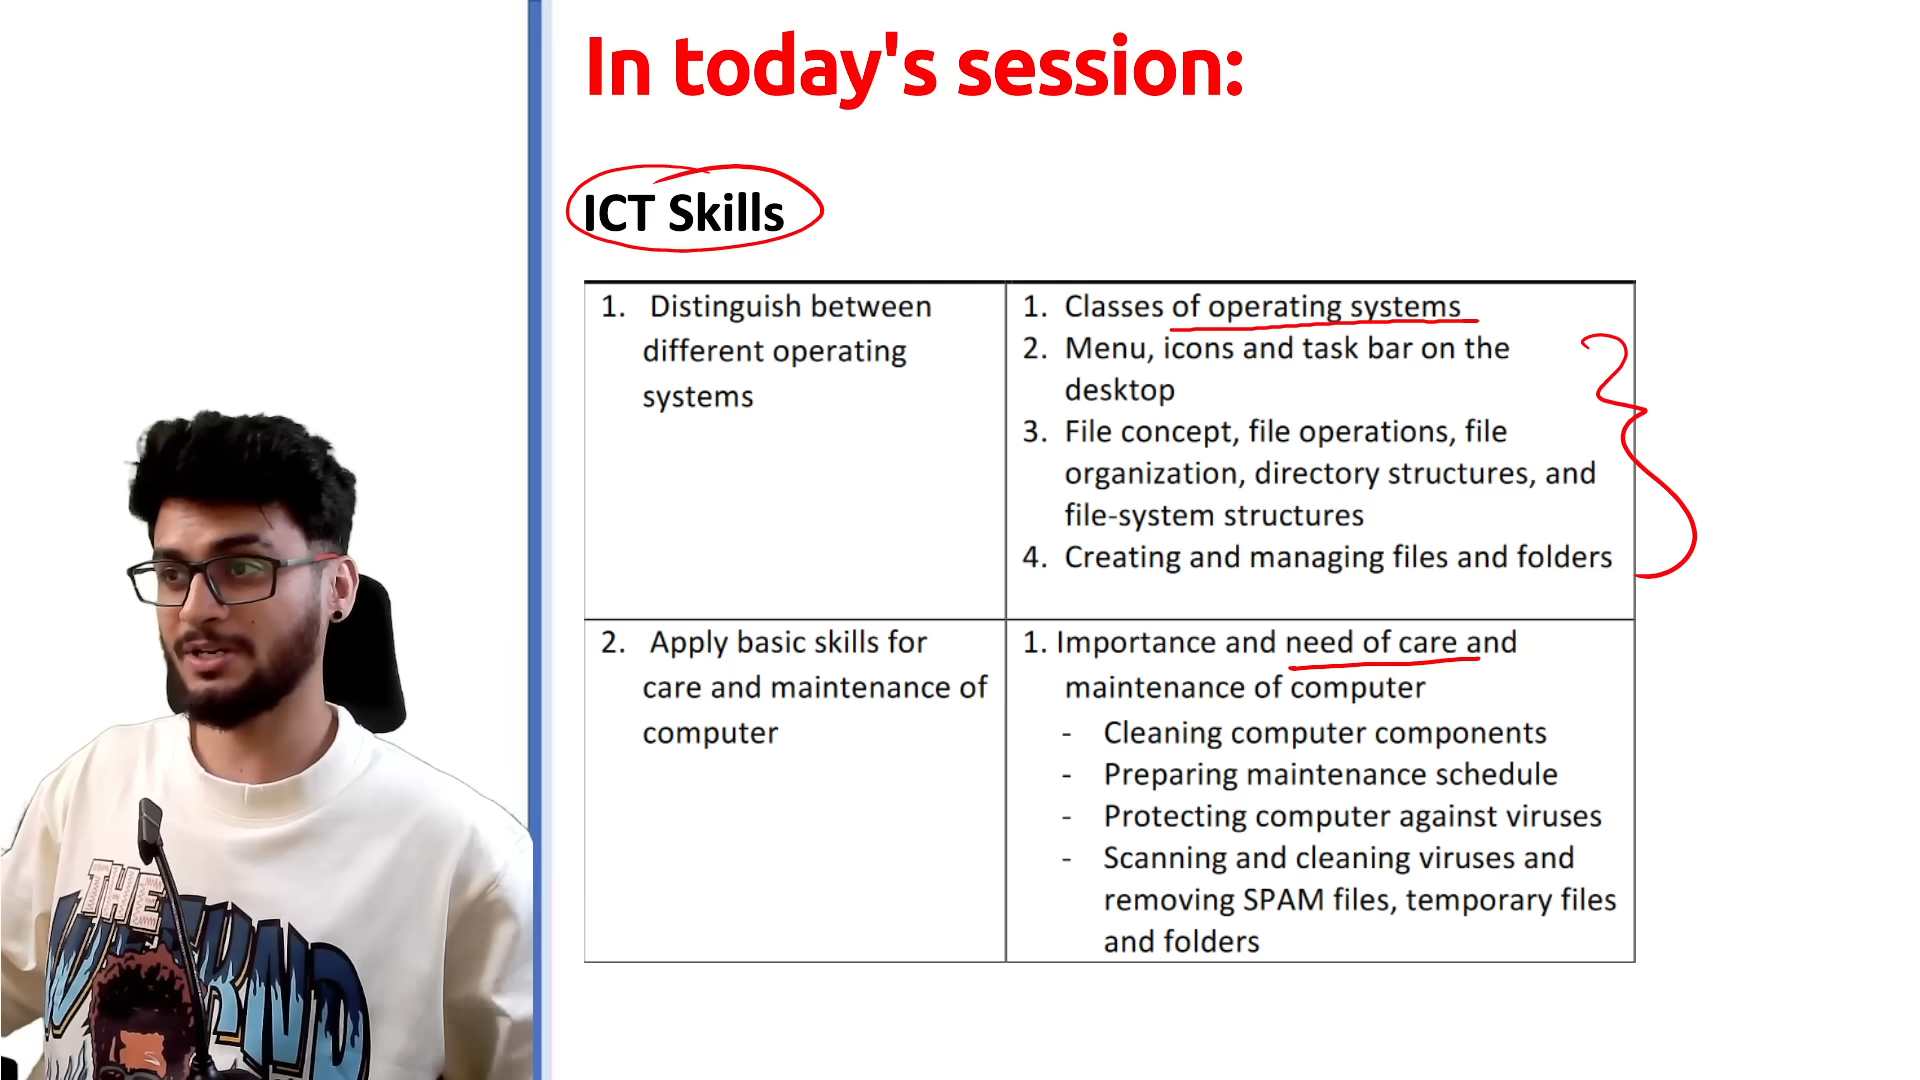 In today's session:
ICT Skills
1. Distinguish between
different operating
systems
1. Classes of operating systems
2. Menu, icons and task bar on the
desktop
3. File concept, file operations, file
organization, directory structures, and
file-system structures
4. Creating and managing files and folders
2. Apply basic skills for
care and maintenance of
computer
1. Importance and need of care and
maintenance of computer
- Cleaning computer components
- Preparing maintenance schedule
- Protecting computer against viruses
- Scanning and cleaning viruses and
removing SPAM files, temporary files
and folders
THE
WEEKND